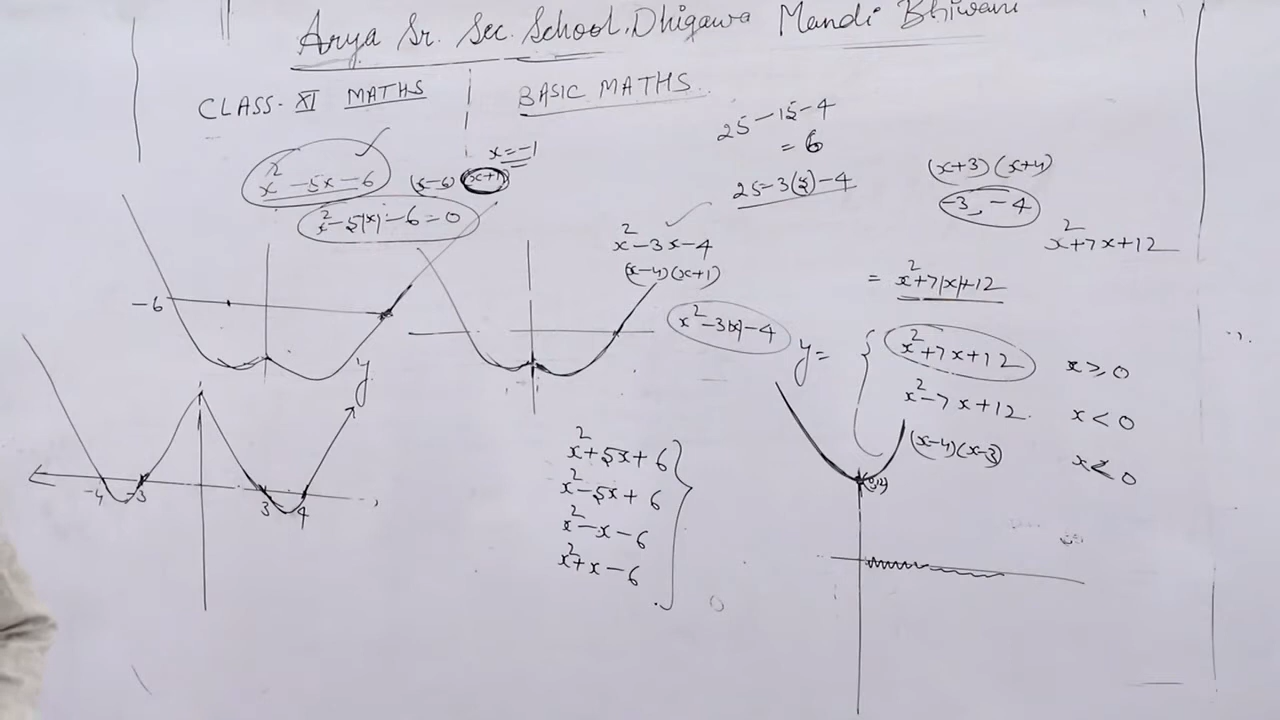 Arya Sr. Sec. School, Dhigawa Mandi Bhiwani
CLASS - XI MATHS
BASIC MATHS
x² - 5x - 6
(x-6) (x+1)
x = -1
x² - 5|x| - 6 = 0
-6
25 - 15 - 4
= 6
25 - 3(5) - 4
x² - 3x - 4
(x-4)(x+1)
x² - 3|x| - 4
(x+3)(x+4)
-3, -4
x² + 7x + 12
= x² + 7|x| + 12
y = {
x² + 7x + 12 x ≥ 0
x² - 7x + 12. x < 0
(x-4)(x-3) x < 0
y
-4 -3 3 4
x² + 5x + 6
x² - 5x + 6
x² - x - 6
x² + x - 6
(0,12)